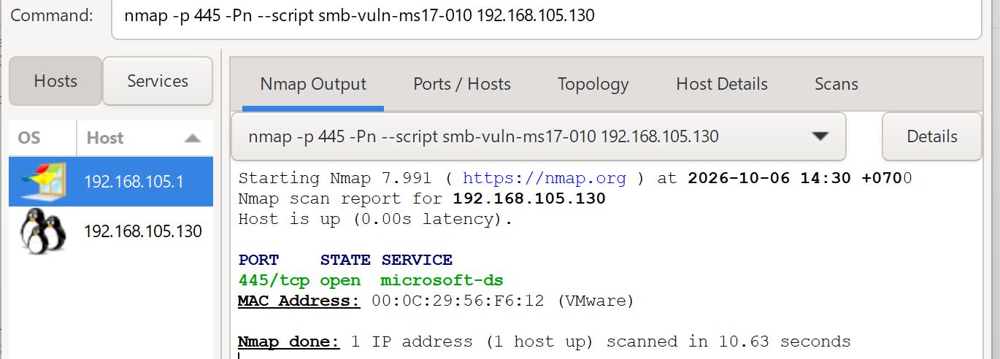 Command: nmap -p 445 -Pn --script smb-vuln-ms17-010 192.168.105.130
Hosts Services
OS Host
192.168.105.1
192.168.105.130
Nmap Output Ports / Hosts Topology Host Details Scans
nmap -p 445 -Pn --script smb-vuln-ms17-010 192.168.105.130 Details
Starting Nmap 7.991 ( https://nmap.org ) at 2026-10-06 14:30 +0700
Nmap scan report for 192.168.105.130
Host is up (0.00s latency).
PORT STATE SERVICE
445/tcp open microsoft-ds
MAC Address: 00:0C:29:56:F6:12 (VMware)
Nmap done: 1 IP address (1 host up) scanned in 10.63 seconds